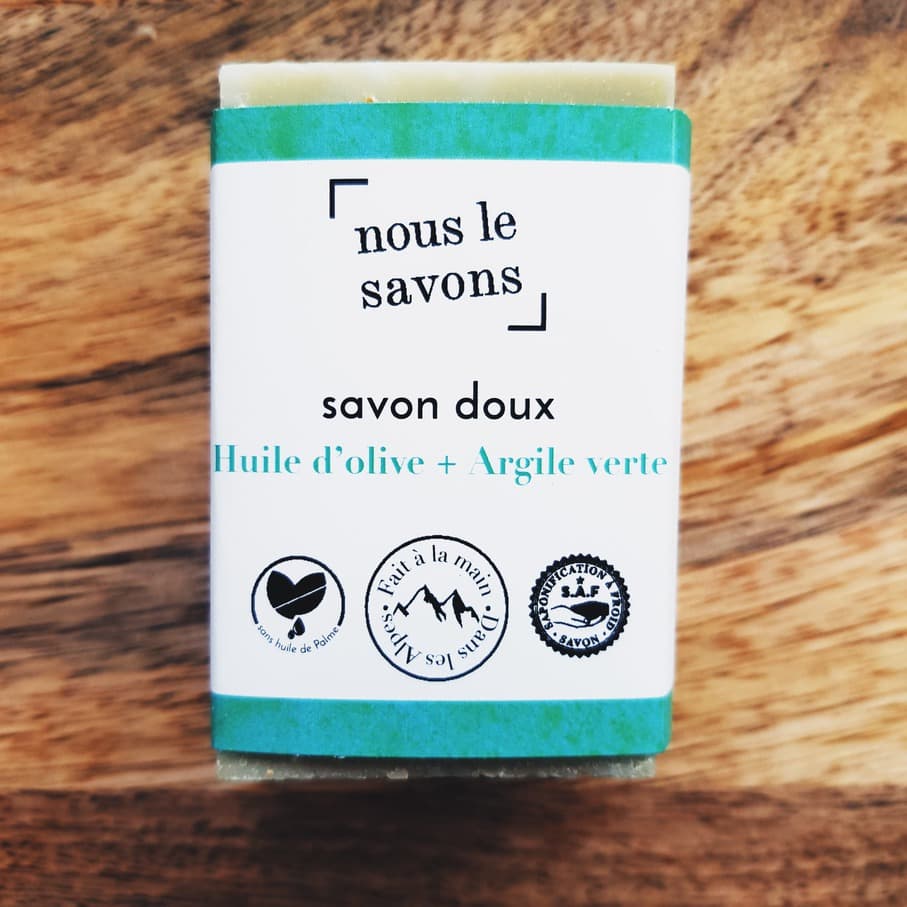 nous le
savons
savon doux
Huile d'olive + Argile verte
sans huile de Palme
• Fait à la main •
Dans les Alpes
SAPONIFICATION À FROID
S.A.F
• SAVON •